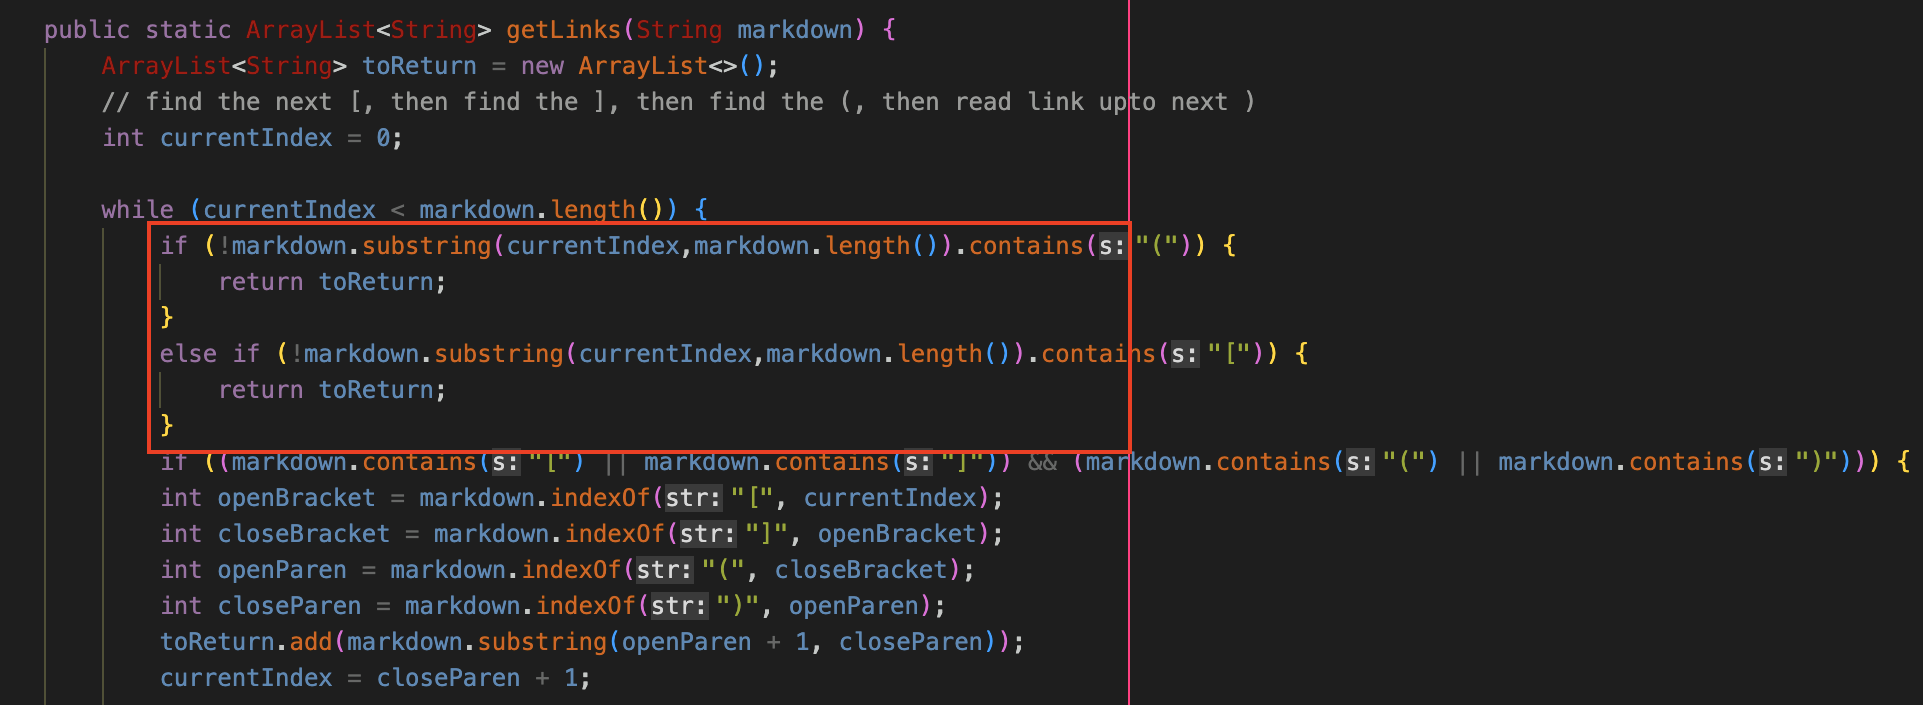 public static ArrayList<String> getLinks(String markdown) {
ArrayList<String> toReturn = new ArrayList<>();
// find the next [, then find the ], then find the (, then read link upto next )
int currentIndex = 0;
while (currentIndex < markdown.length()) {
if (!markdown.substring(currentIndex,markdown.length()).contains(s: "(")) {
return toReturn;
}
else if (!markdown.substring(currentIndex,markdown.length()).contains(s: "[")) {
return toReturn;
}
if ((markdown.contains(s: "[") || markdown.contains(s: "]")) && (markdown.contains(s: "(") || markdown.contains(s: ")"))) {
int openBracket = markdown.indexOf(str: "[", currentIndex);
int closeBracket = markdown.indexOf(str: "]", openBracket);
int openParen = markdown.indexOf(str: "(", closeBracket);
int closeParen = markdown.indexOf(str: ")", openParen);
toReturn.add(markdown.substring(openParen + 1, closeParen));
currentIndex = closeParen + 1;